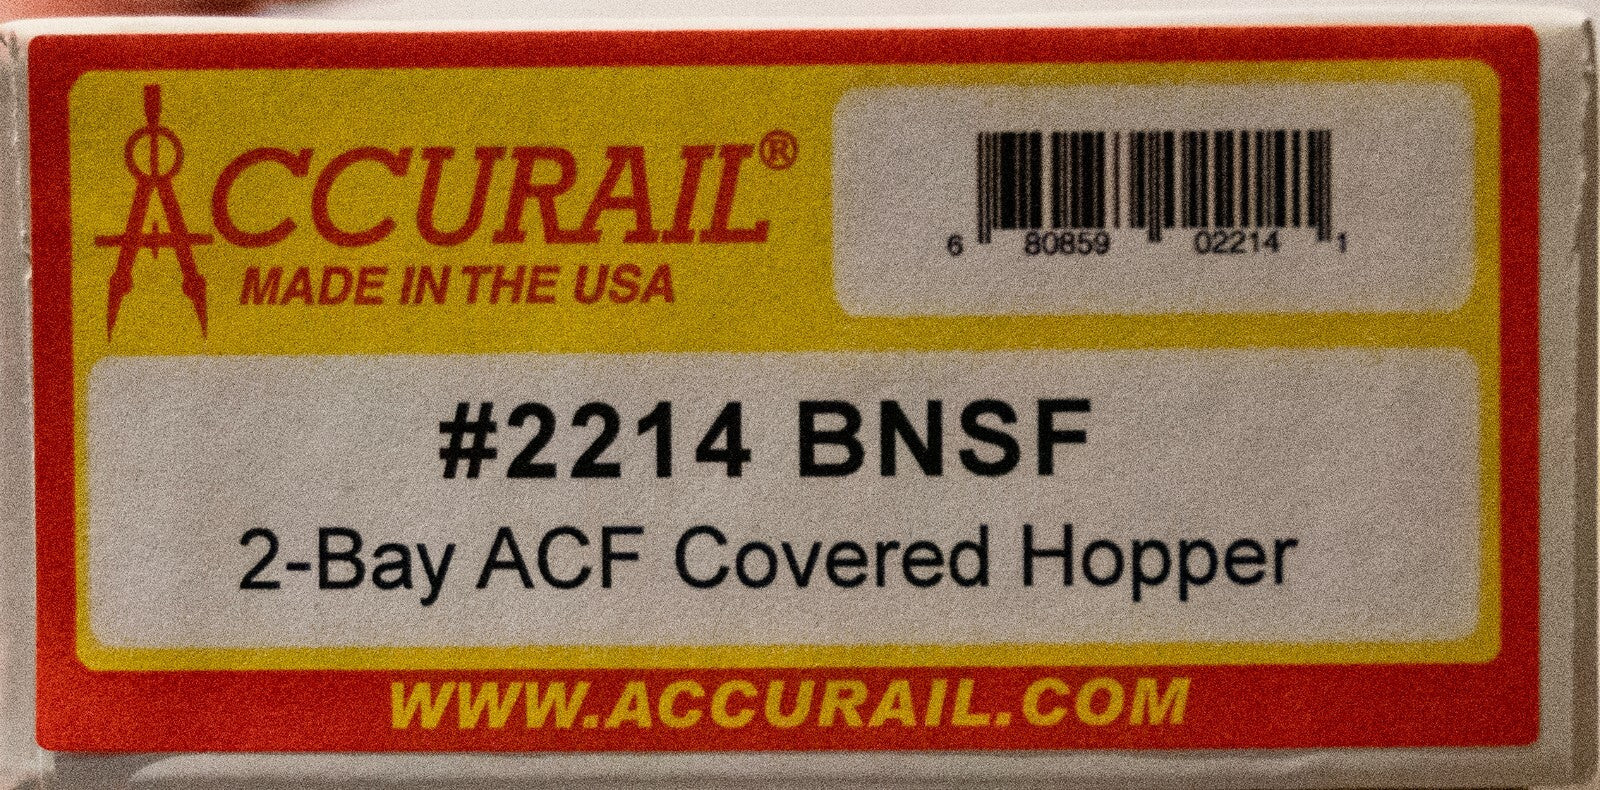 ACCURAIL®
MADE IN THE USA
6 80859 02214 1
#2214 BNSF
2-Bay ACF Covered Hopper
WWW.ACCURAIL.COM